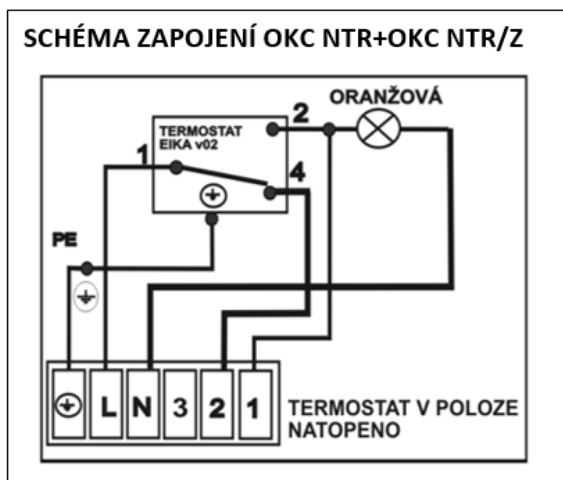 SCHÉMA ZAPOJENÍ OKC NTR+OKC NTR/Z
ORANŽOVÁ
2
TERMOSTAT
EIKA v02
1
4
PE
L N 3 2 1
TERMOSTAT V POLOZE
NATOPENO